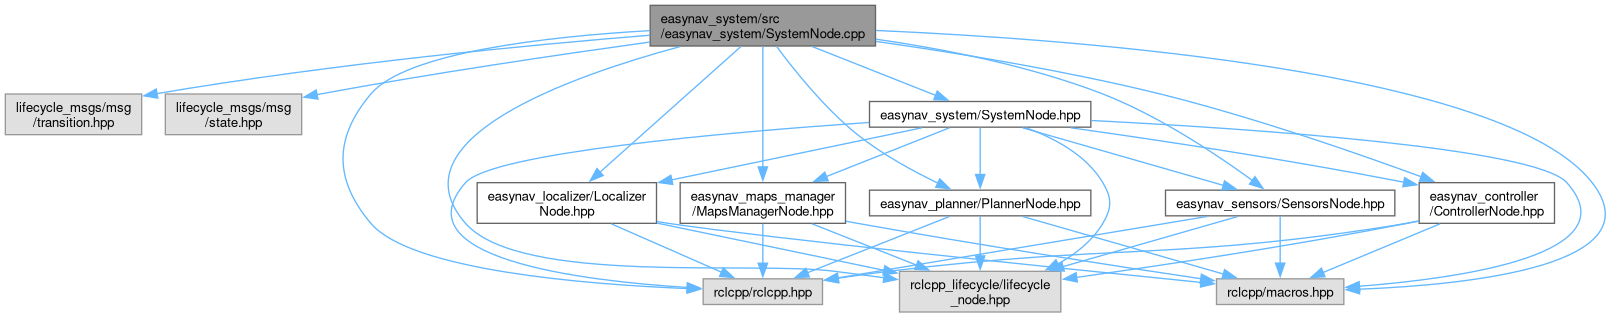 easynav_system/src
/easynav_system/SystemNode.cpp
lifecycle_msgs/msg
/transition.hpp
lifecycle_msgs/msg
/state.hpp
easynav_system/SystemNode.hpp
easynav_localizer/Localizer
Node.hpp
easynav_maps_manager
/MapsManagerNode.hpp
easynav_planner/PlannerNode.hpp
easynav_sensors/SensorsNode.hpp
easynav_controller
/ControllerNode.hpp
rclcpp/rclcpp.hpp
rclcpp_lifecycle/lifecycle
_node.hpp
rclcpp/macros.hpp